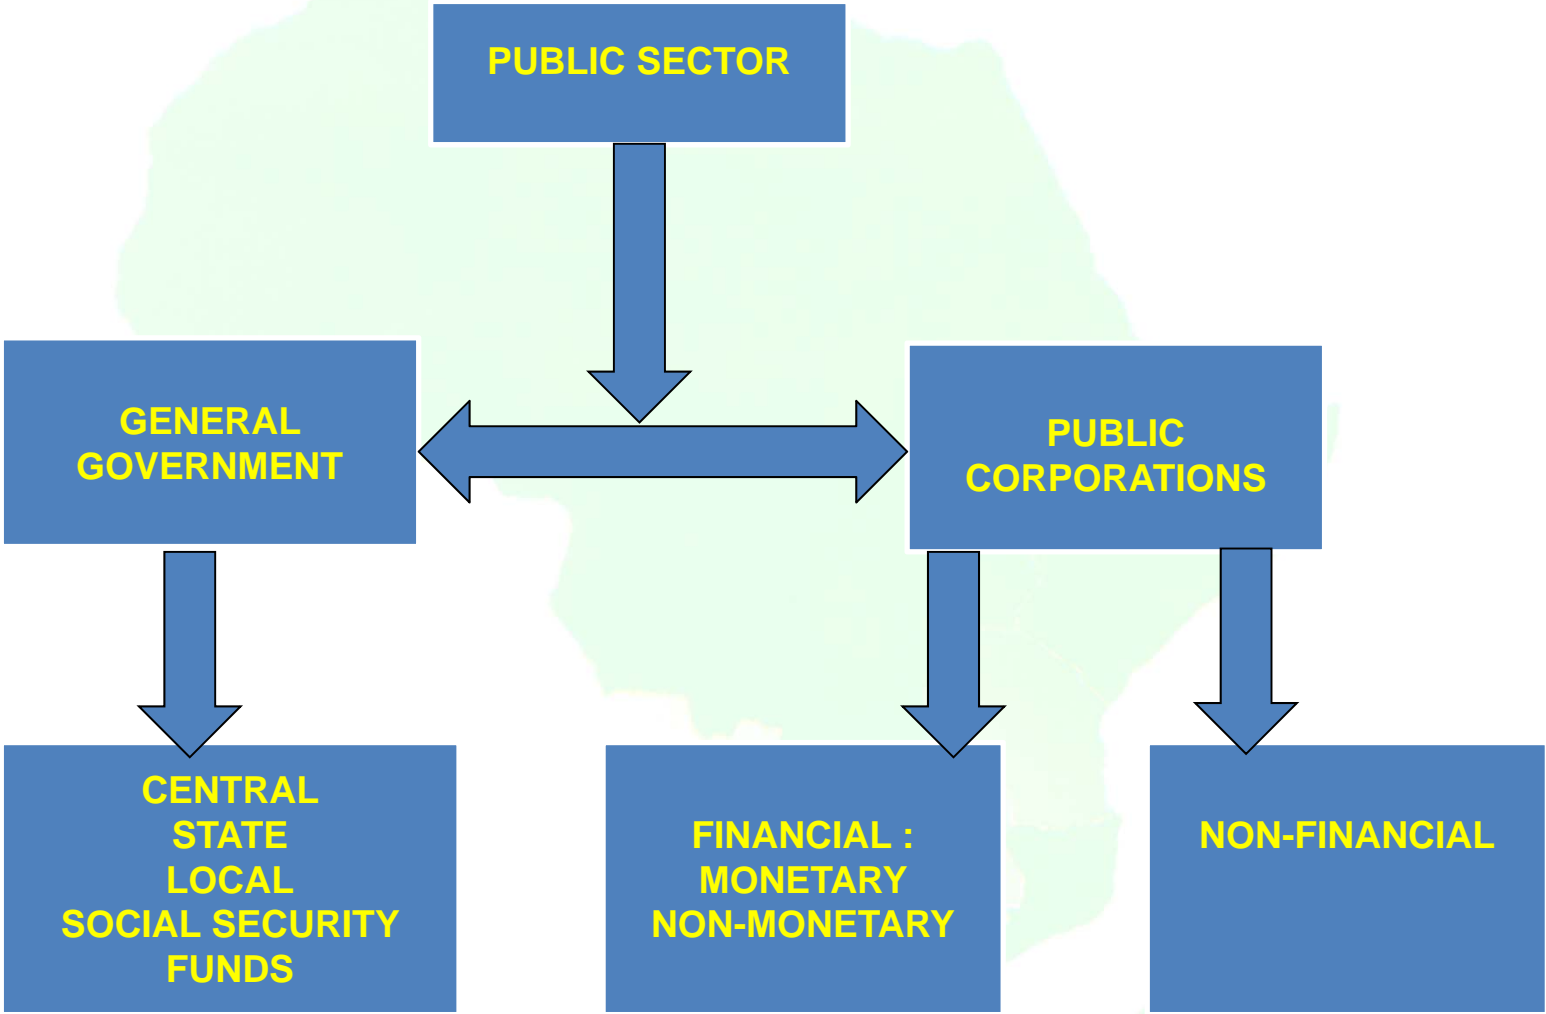 PUBLIC SECTOR
GENERAL
GOVERNMENT
PUBLIC
CORPORATIONS
CENTRAL
STATE
LOCAL
SOCIAL SECURITY
FUNDS
FINANCIAL :
MONETARY
NON-MONETARY
NON-FINANCIAL